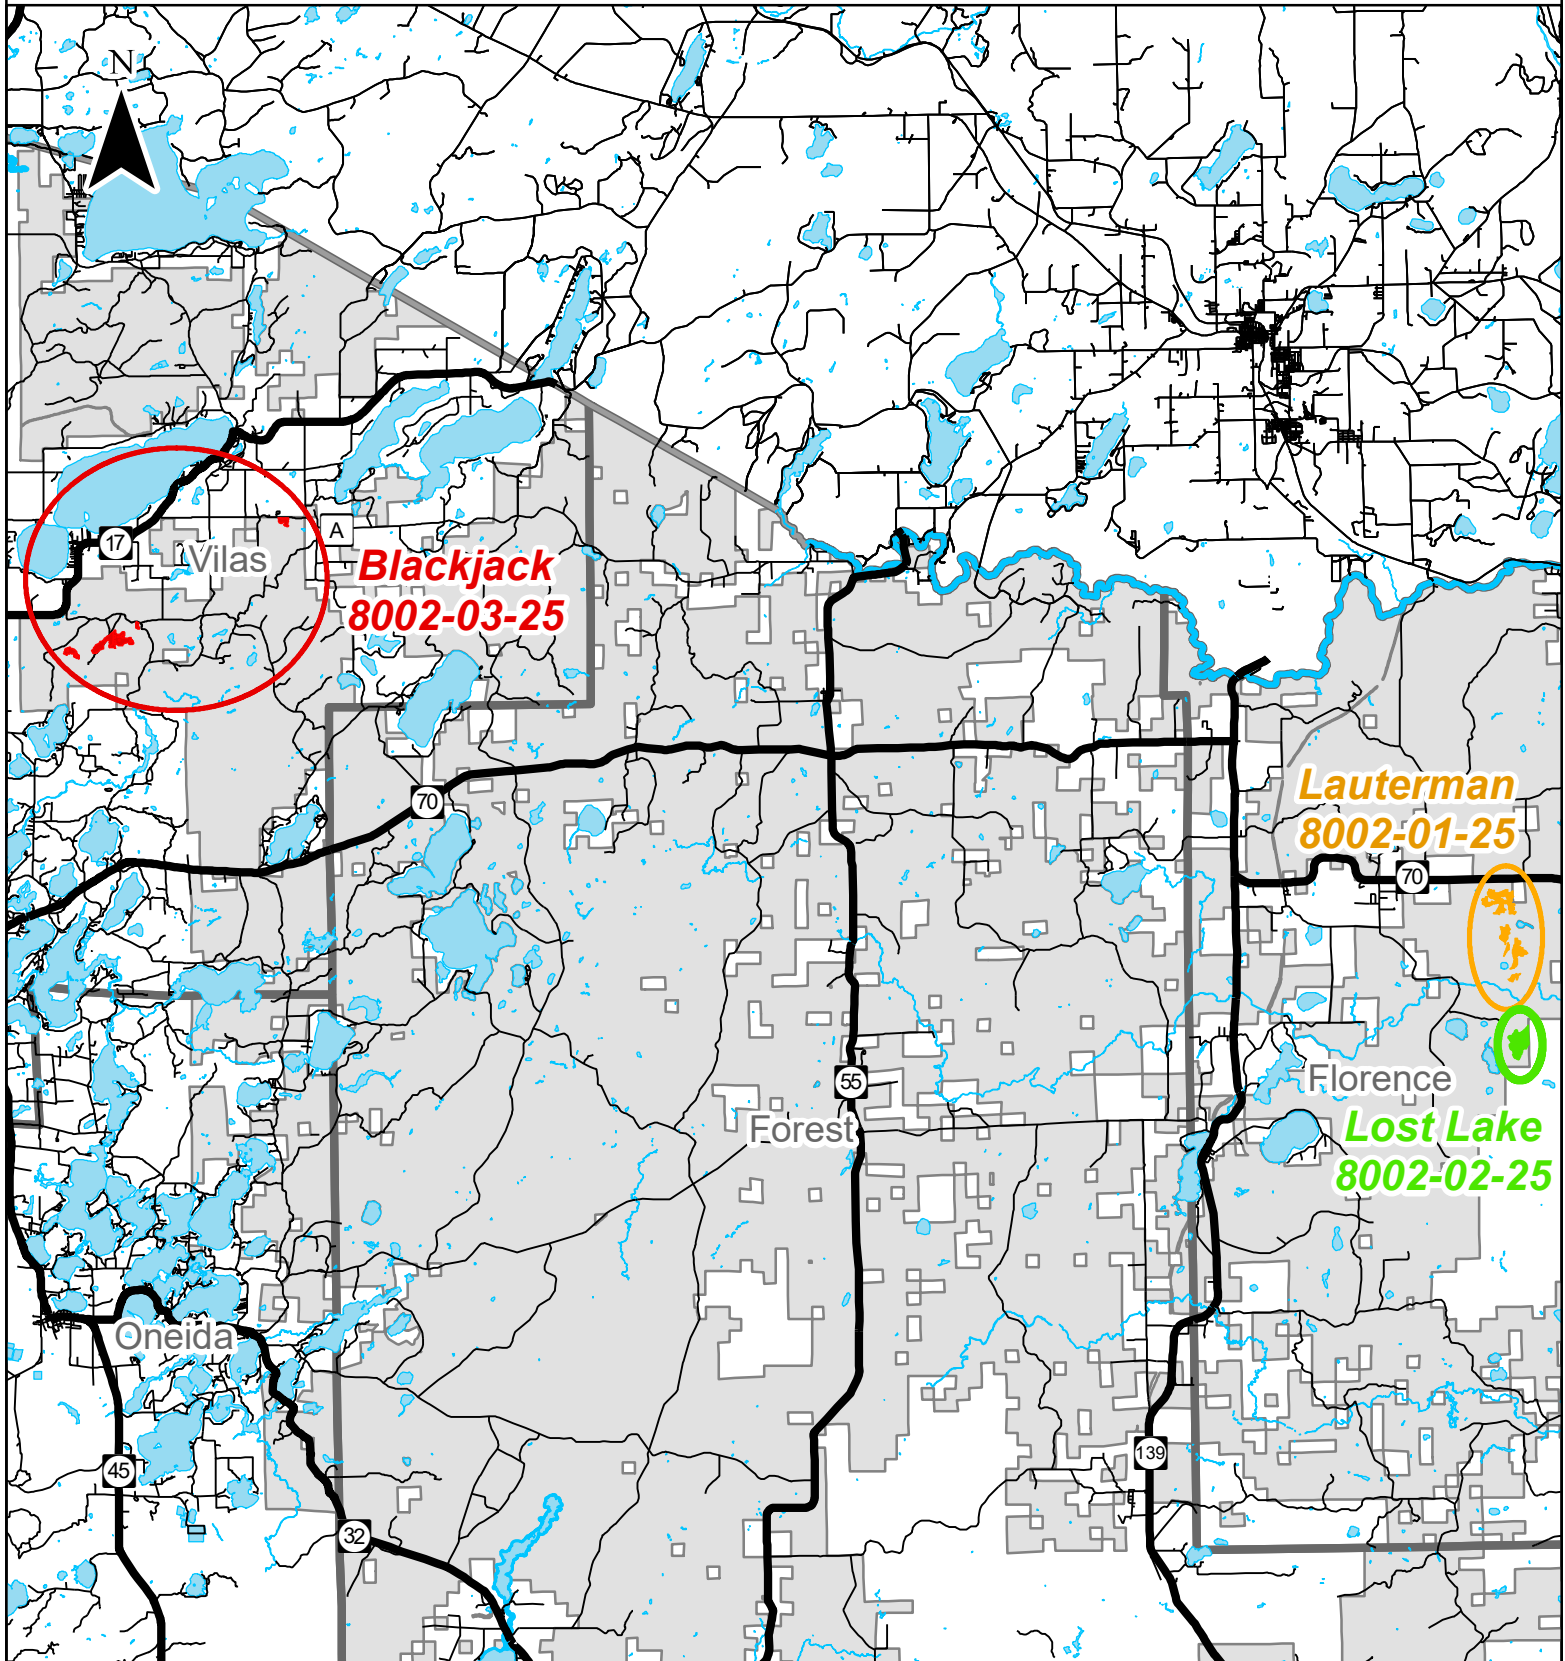 N
17
Vilas
A
Blackjack
8002-03-25
70
Lauterman
8002-01-25
70
55
Florence
Forest
Lost Lake
8002-02-25
Oneida
45
139
32